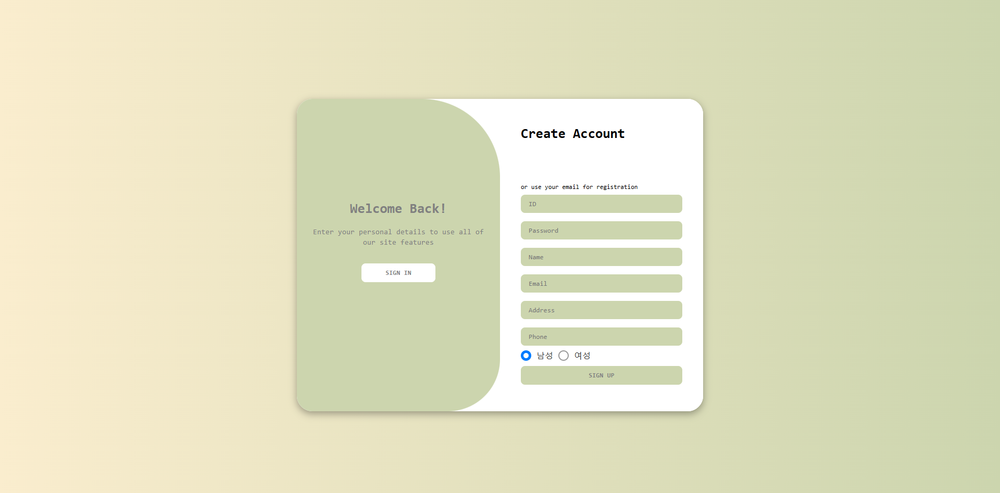 Welcome Back!
Enter your personal details to use all of
our site features
SIGN IN
Create Account
or use your email for registration
ID
Password
Name
Email
Address
Phone
남성 여성
SIGN UP